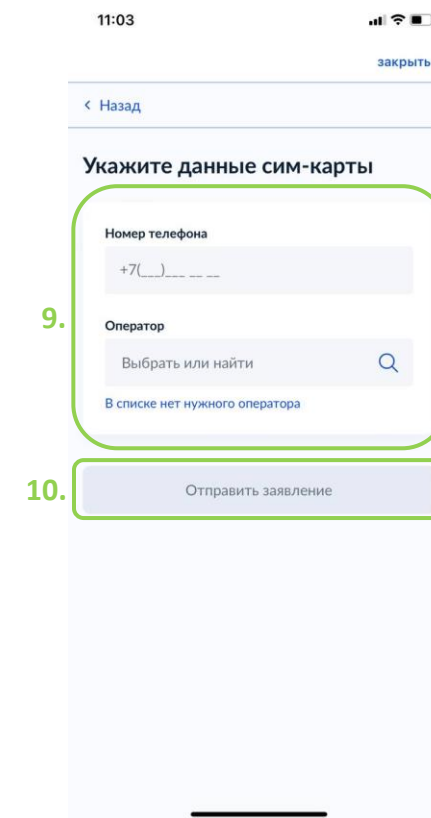 11:03
закрыть
Назад
Укажите данные сим-карты
9.
Номер телефона
+7(___)___ __ __
Оператор
Выбрать или найти
В списке нет нужного оператора
10.
Отправить заявление